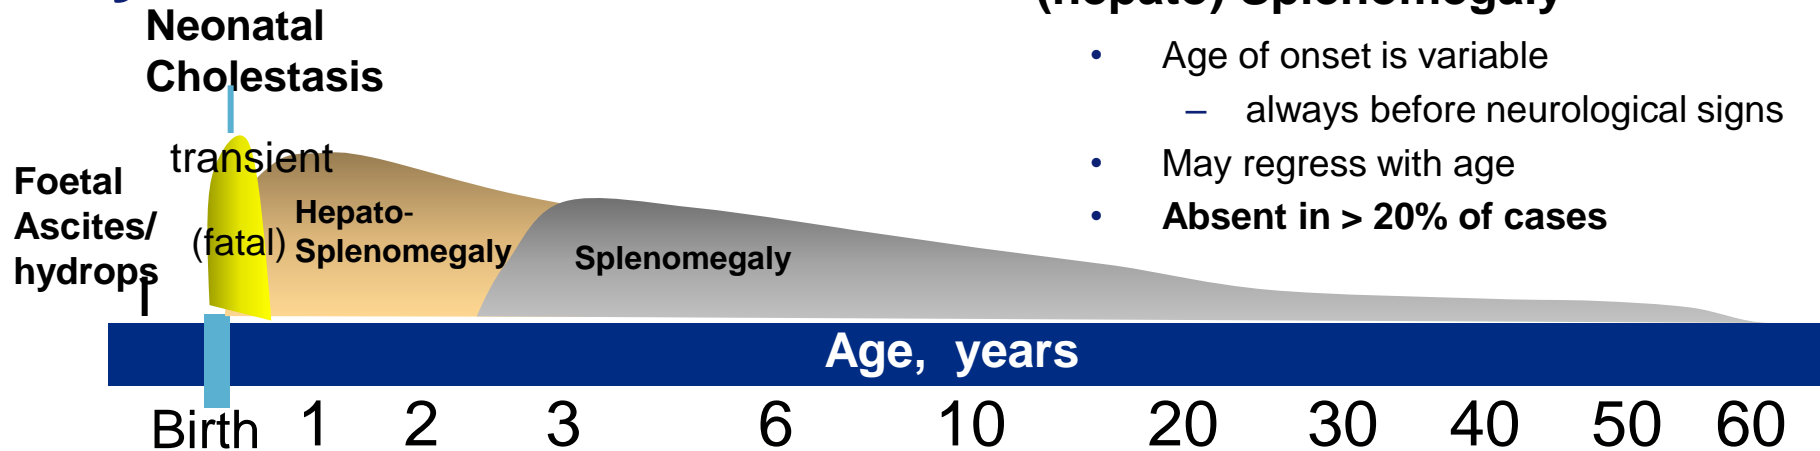 (hepato) Splenomegaly
Neonatal
Cholestasis
• Age of onset is variable
– always before neurological signs
• May regress with age
• Absent in > 20% of cases
transient
(fatal)
Foetal
Ascites/
hydrops
Hepato-
Splenomegaly
Splenomegaly
Age, years
Birth 1 2 3 6 10 20 30 40 50 60